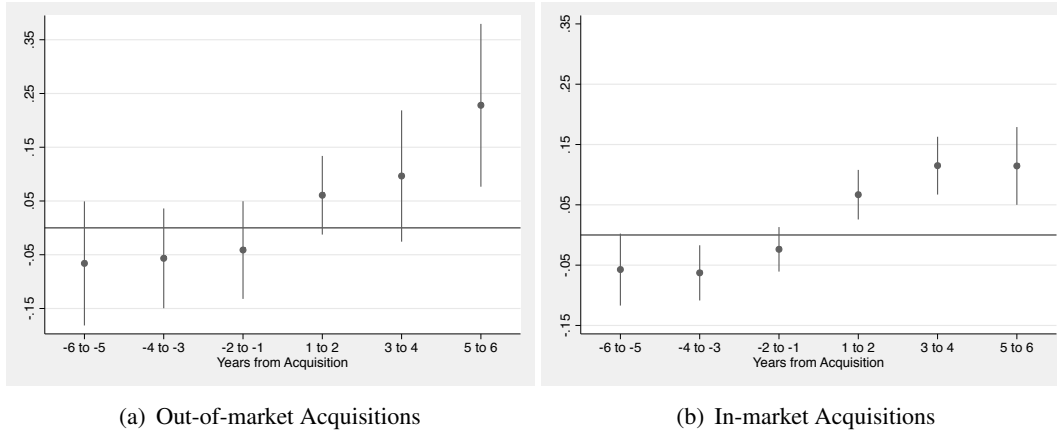 .35
.25
.15
.05
-.05
-.15
-6 to -5 -4 to -3 -2 to -1 1 to 2 3 to 4 5 to 6
Years from Acquisition
(a) Out-of-market Acquisitions
.35
.25
.15
.05
-.05
-.15
-6 to -5 -4 to -3 -2 to -1 1 to 2 3 to 4 5 to 6
Years from Acquisition
(b) In-market Acquisitions